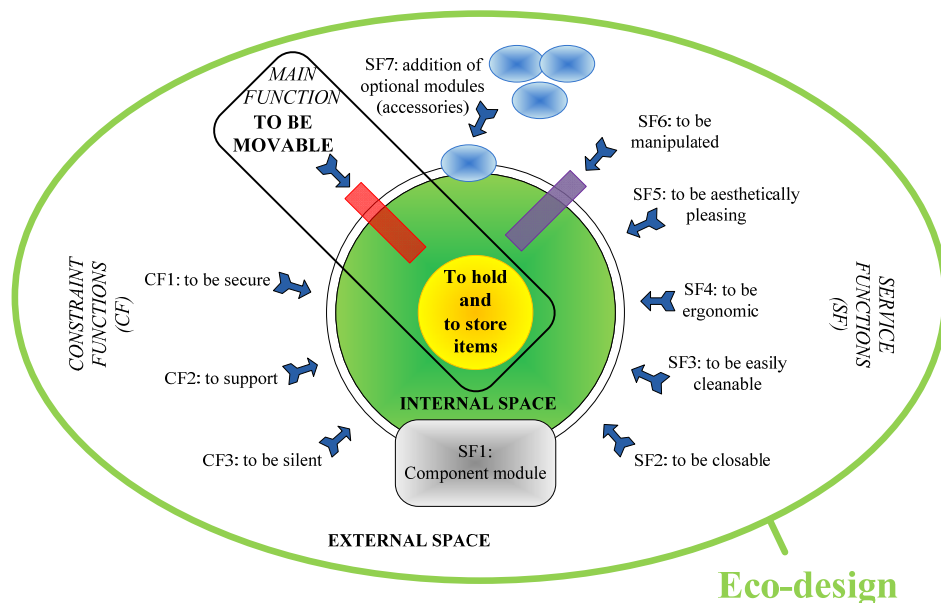 MAIN
FUNCTION
TO BE
MOVABLE
SF7: addition of
optional modules
(accessories)
SF6: to be
manipulated
SF5: to be aesthetically
pleasing
SF4: to be
ergonomic
SF3: to be easily
cleanable
SF2: to be closable
SERVICE
FUNCTIONS
(SF)
CONSTRAINT
FUNCTIONS
(CF)
CF1: to be secure
CF2: to support
CF3: to be silent
To hold
and
to store
items
INTERNAL SPACE
SF1:
Component module
EXTERNAL SPACE
Eco-design